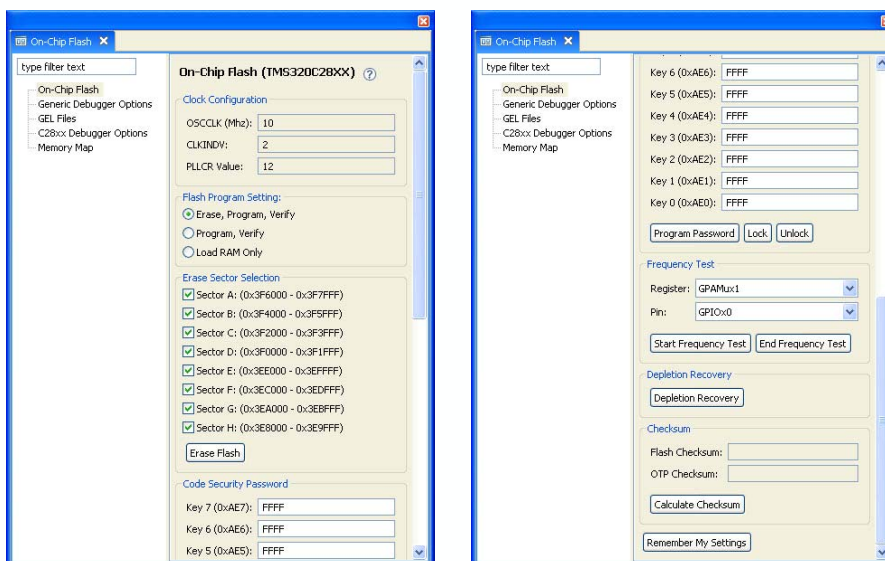 On-Chip Flash
type filter text
On-Chip Flash
Generic Debugger Options
GEL Files
C28xx Debugger Options
Memory Map
On-Chip Flash (TMS320C28XX)
Clock Configuration
OSCCLK (Mhz): 10
CLKINDV: 2
PLLCR Value: 12
Flash Program Setting:
Erase, Program, Verify
Program, Verify
Load RAM Only
Erase Sector Selection
Sector A: (0x3F6000 - 0x3F7FFF)
Sector B: (0x3F4000 - 0x3F5FFF)
Sector C: (0x3F2000 - 0x3F3FFF)
Sector D: (0x3F0000 - 0x3F1FFF)
Sector E: (0x3EE000 - 0x3EFFFF)
Sector F: (0x3EC000 - 0x3EDFFF)
Sector G: (0x3EA000 - 0x3EBFFF)
Sector H: (0x3E8000 - 0x3E9FFF)
Erase Flash
Code Security Password
Key 7 (0xAE7): FFFF
Key 6 (0xAE6): FFFF
Key 5 (0xAE5): FFFF
On-Chip Flash
type filter text
On-Chip Flash
Generic Debugger Options
GEL Files
C28xx Debugger Options
Memory Map
Key 6 (0xAE6): FFFF
Key 5 (0xAE5): FFFF
Key 4 (0xAE4): FFFF
Key 3 (0xAE3): FFFF
Key 2 (0xAE2): FFFF
Key 1 (0xAE1): FFFF
Key 0 (0xAE0): FFFF
Program Password Lock Unlock
Frequency Test
Register: GPAMux1
Pin: GPIOx0
Start Frequency Test End Frequency Test
Depletion Recovery
Depletion Recovery
Checksum
Flash Checksum:
OTP Checksum:
Calculate Checksum
Remember My Settings